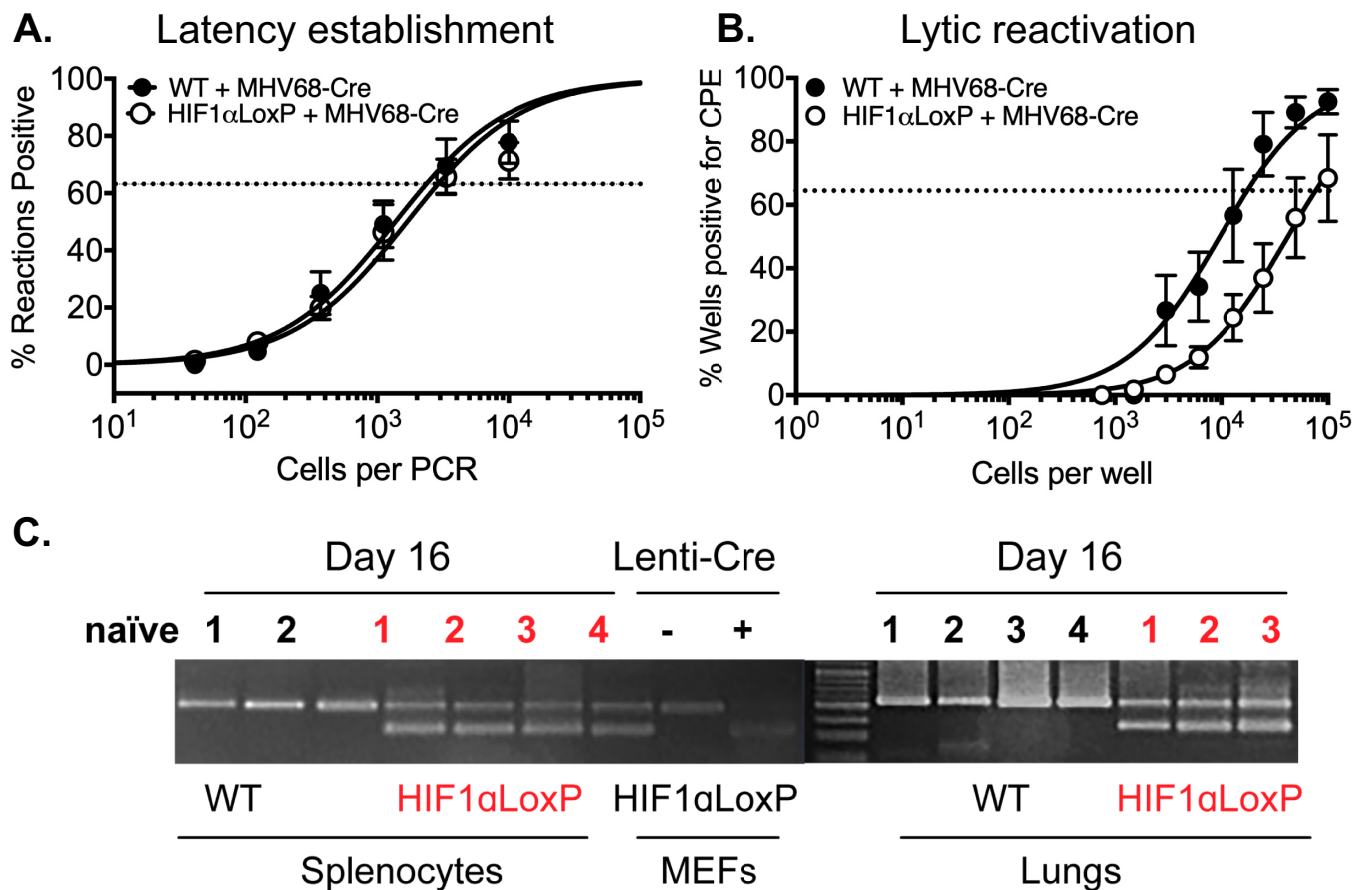 A. Latency establishment
WT + MHV68-Cre
HIF1αLoxP + MHV68-Cre
% Reactions Positive
100
80
60
40
20
0
10¹ 10² 10³ 10⁴ 10⁵
Cells per PCR
B. Lytic reactivation
WT + MHV68-Cre
HIF1αLoxP + MHV68-Cre
% Wells positive for CPE
100
80
60
40
20
0
10⁰ 10¹ 10² 10³ 10⁴ 10⁵
Cells per well
C.
Day 16 Lenti-Cre Day 16
naïve 1 2 1 2 3 4 - + 1 2 3 4 1 2 3
WT HIF1αLoxP HIF1αLoxP WT HIF1αLoxP
Splenocytes MEFs Lungs